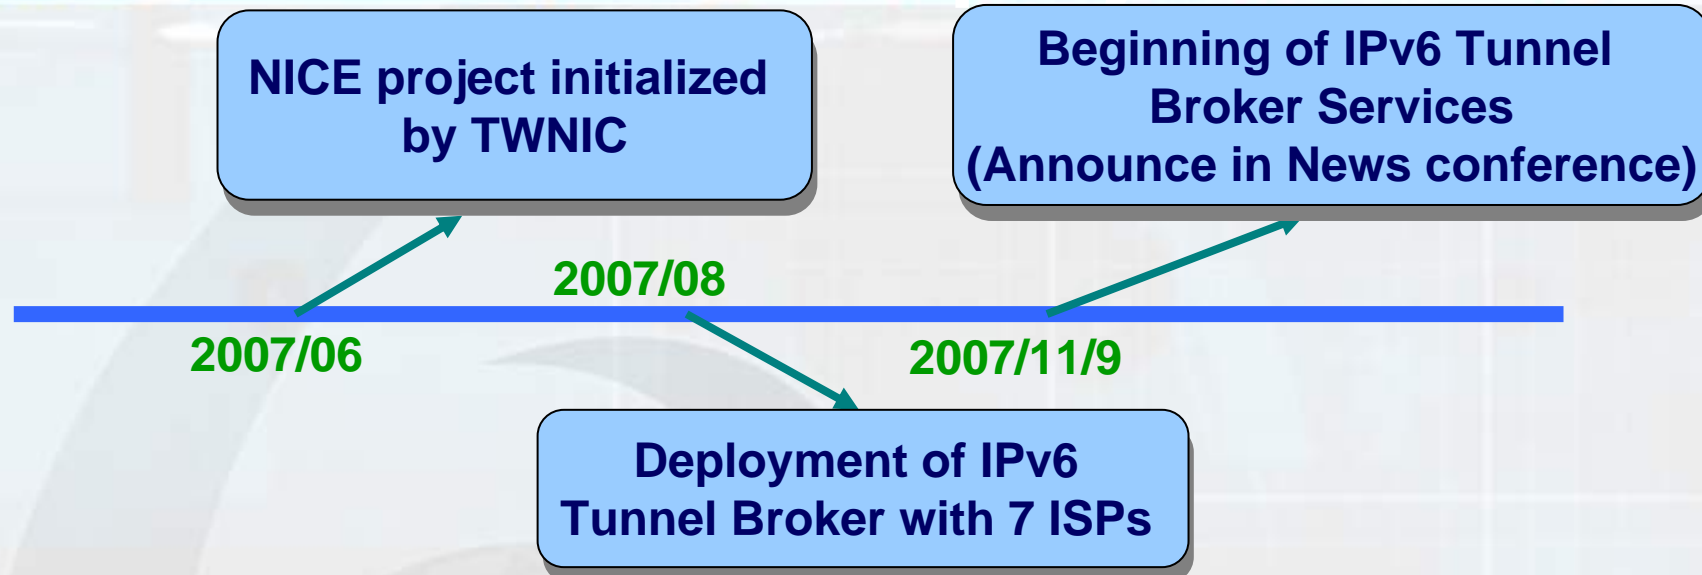 NICE project initialized
by TWNIC
Beginning of IPv6 Tunnel
Broker Services
(Announce in News conference)
2007/08
2007/06
2007/11/9
Deployment of IPv6
Tunnel Broker with 7 ISPs